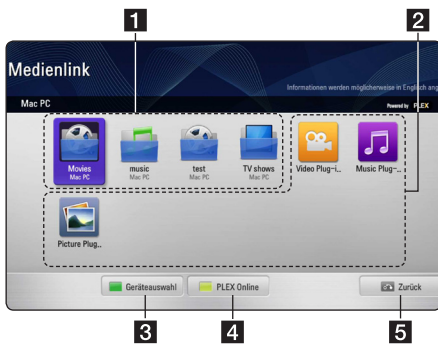 1
2
Medienlink
Informationen werden möglicherweise in Englisch ang
Mac PC
Powered by PLEX
Movies
Mac PC
music
Mac PC
test
Mac PC
TV shows
Mac PC
Video Plug-i..
Music Plug-..
Picture Plug..
Geräteauswahl
PLEX Online
Zurück
3
4
5